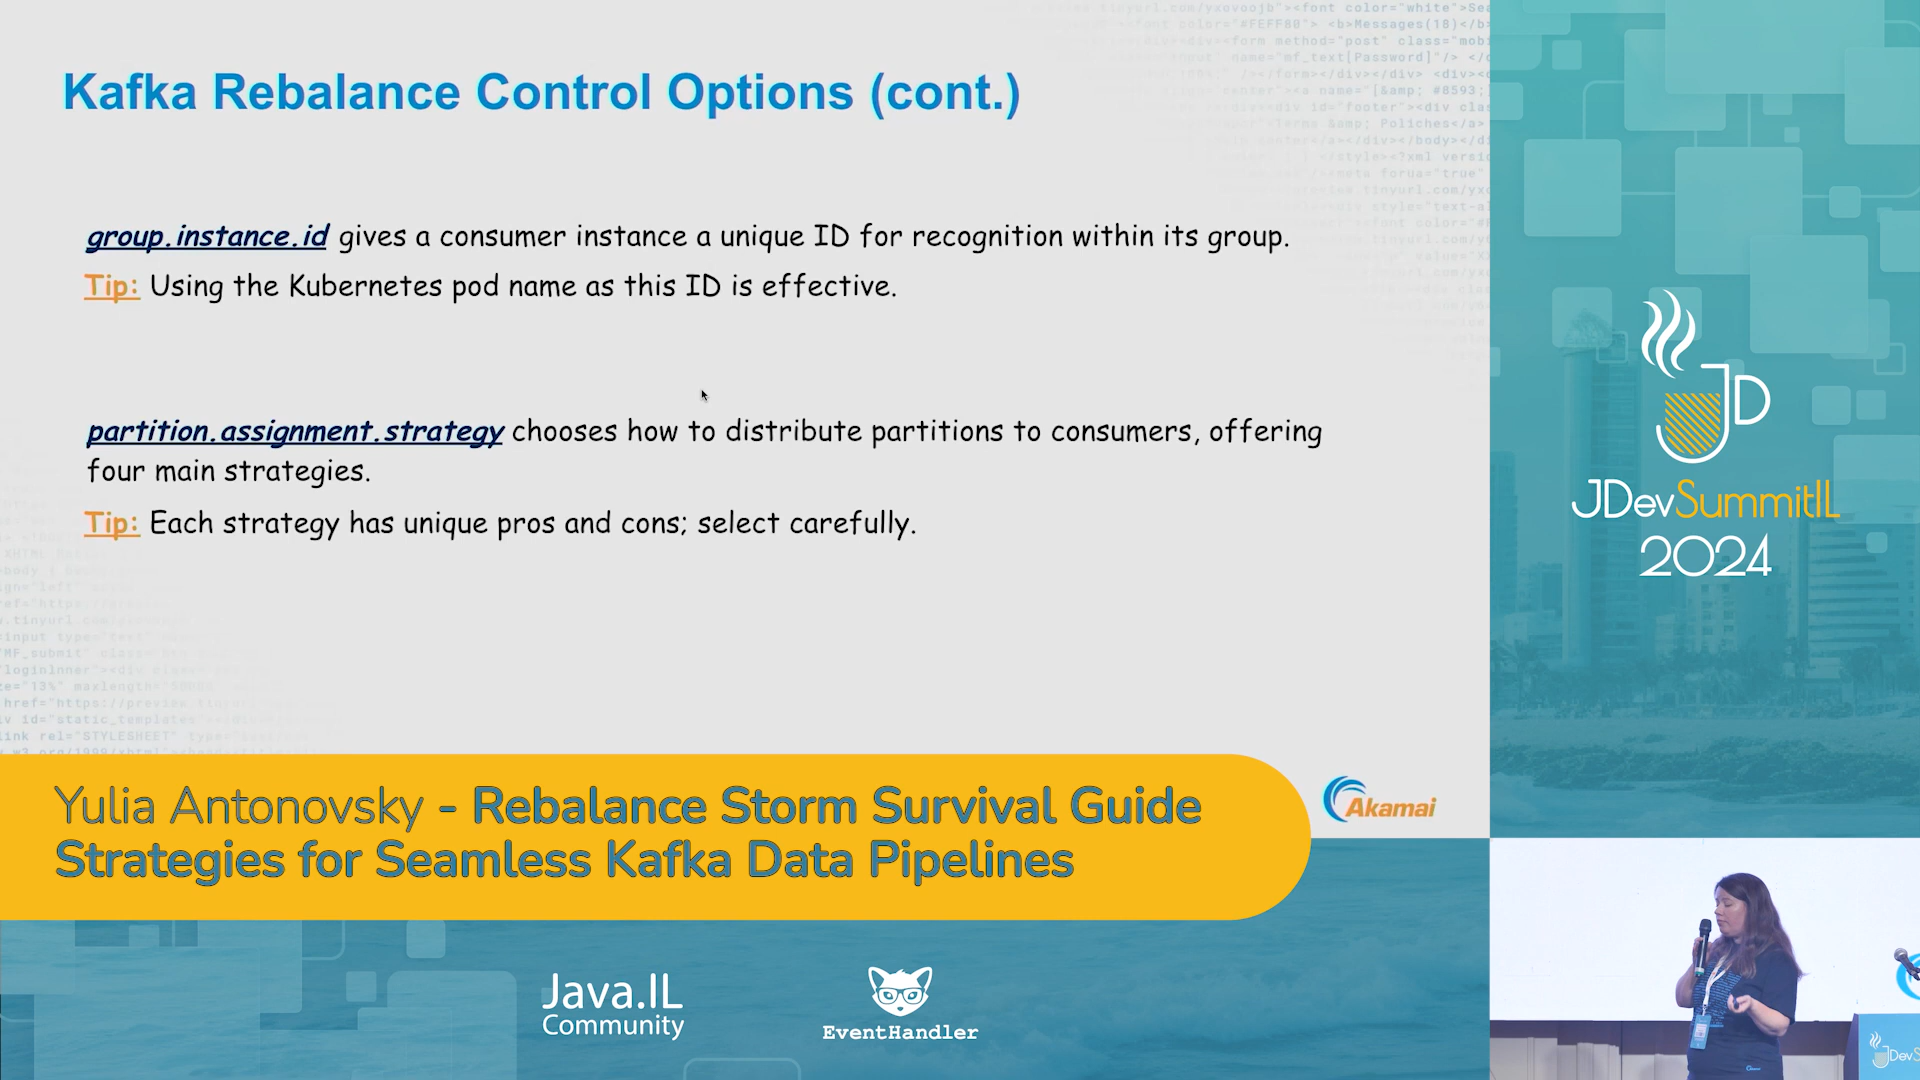 Kafka Rebalance Control Options (cont.)
group.instance.id gives a consumer instance a unique ID for recognition within its group.
Tip: Using the Kubernetes pod name as this ID is effective.
partition.assignment.strategy chooses how to distribute partitions to consumers, offering
four main strategies.
Tip: Each strategy has unique pros and cons; select carefully.
Akamai
Yulia Antonovsky - Rebalance Storm Survival Guide
Strategies for Seamless Kafka Data Pipelines
Java.IL
Community
EventHandler
JD
JDevSummitIL
2024